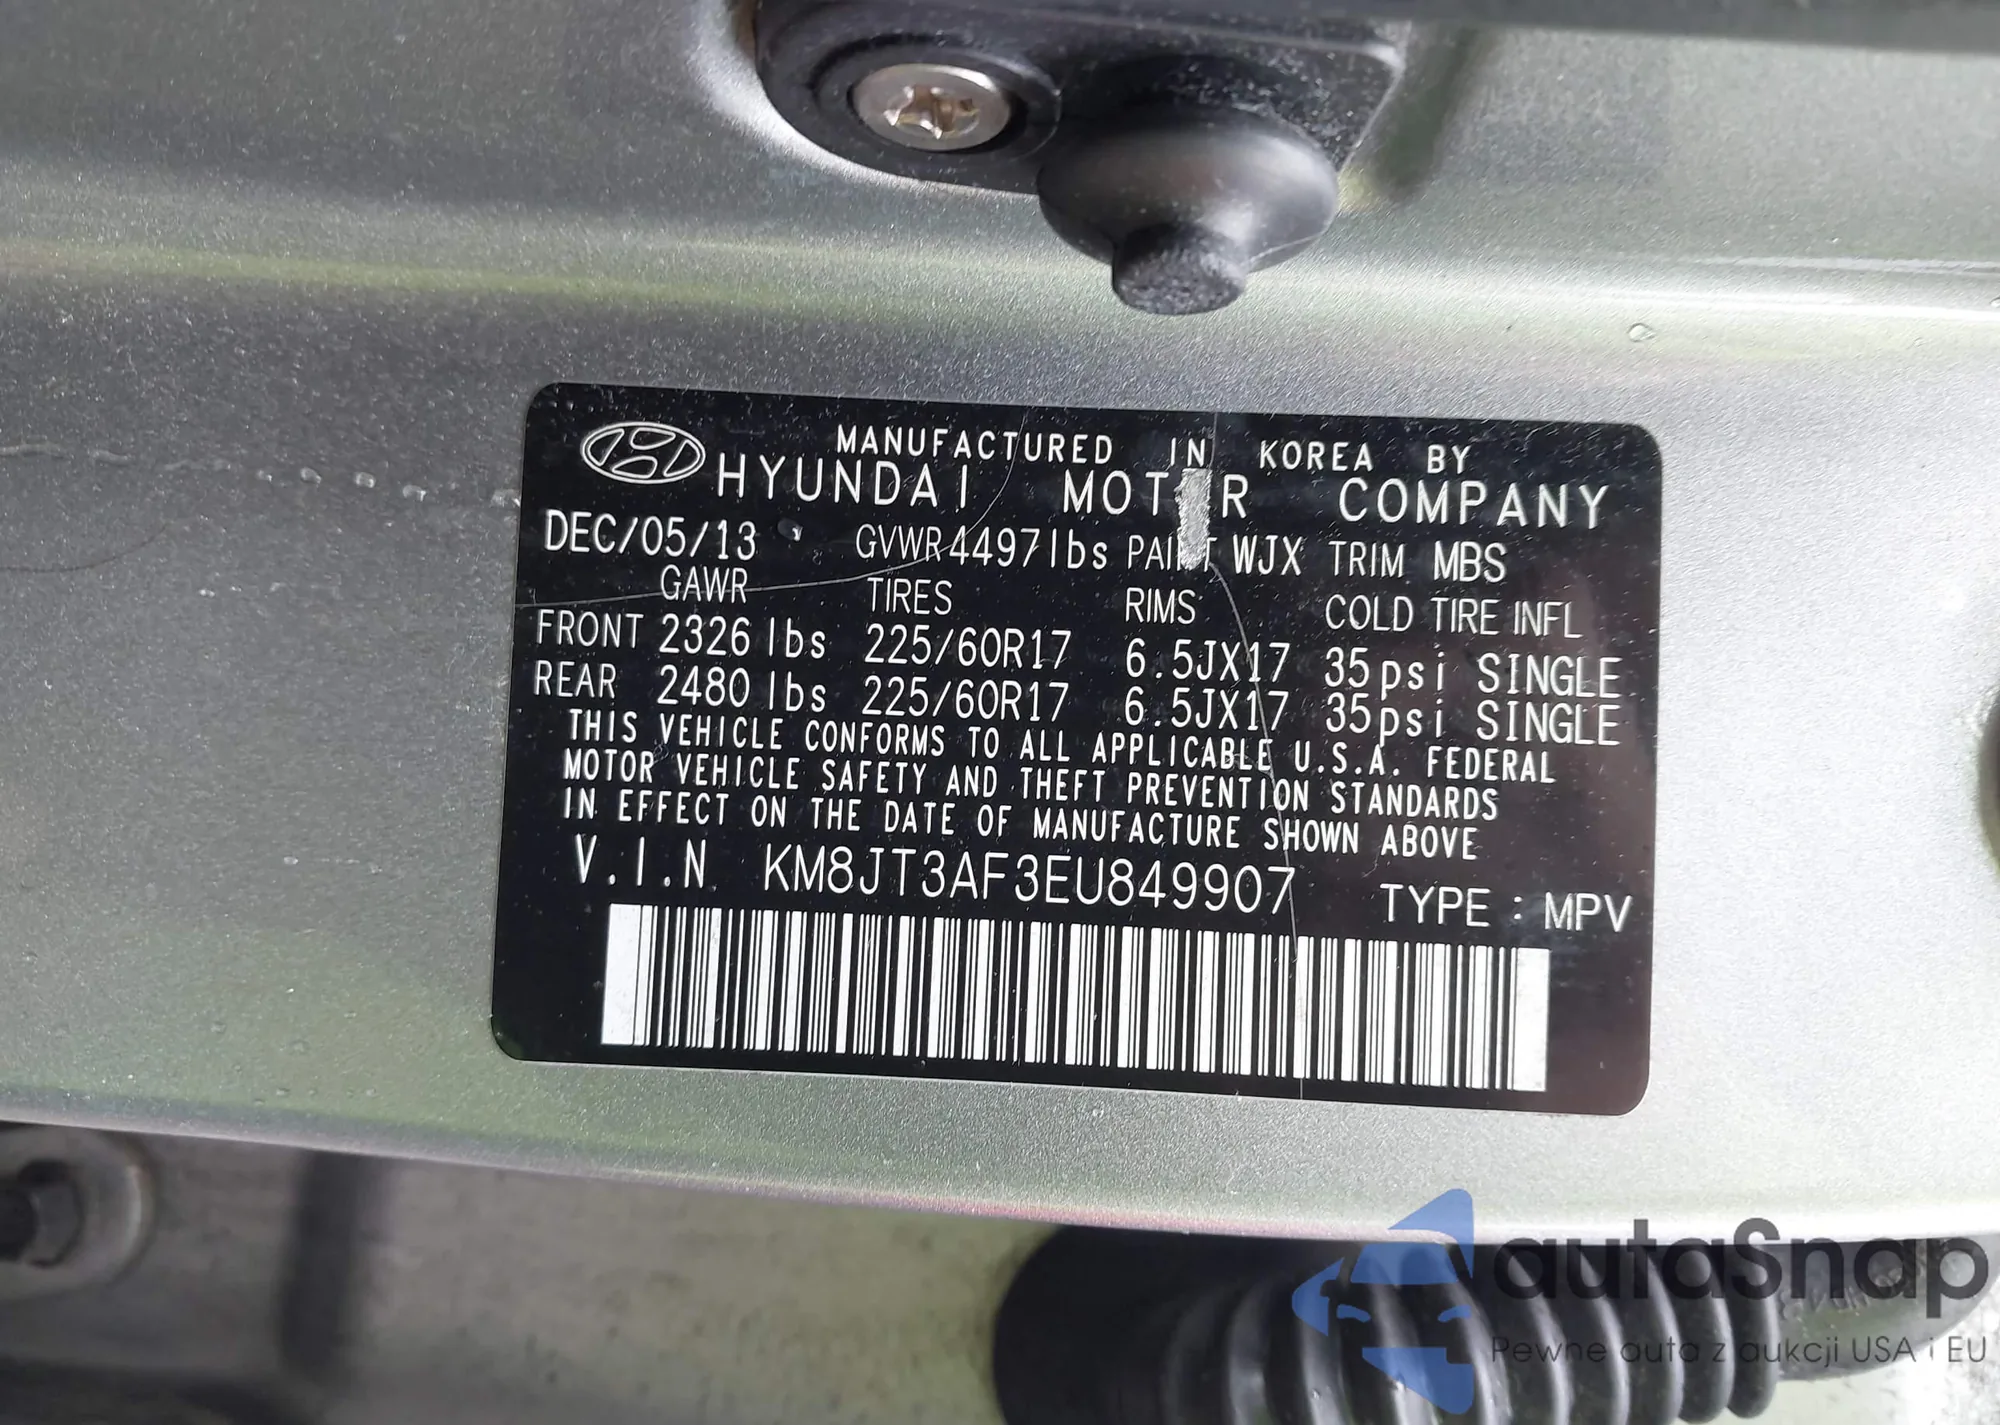 MANUFACTURED IN KOREA BY
HYUNDAI MOTOR COMPANY
DEC/05/13 GVWR 4497lbs PAINT WJX TRIM MBS
GAWR TIRES RIMS COLD TIRE INFL
FRONT 2326 lbs 225/60R17 6.5JX17 35psi SINGLE
REAR 2480 lbs 225/60R17 6.5JX17 35psi SINGLE
THIS VEHICLE CONFORMS TO ALL APPLICABLE U.S.A. FEDERAL
MOTOR VEHICLE SAFETY AND THEFT PREVENTION STANDARDS
IN EFFECT ON THE DATE OF MANUFACTURE SHOWN ABOVE
V.I.N KM8JT3AF3EU849907 TYPE : MPV
autaSnap
Pewne auta z aukcji USA i EU